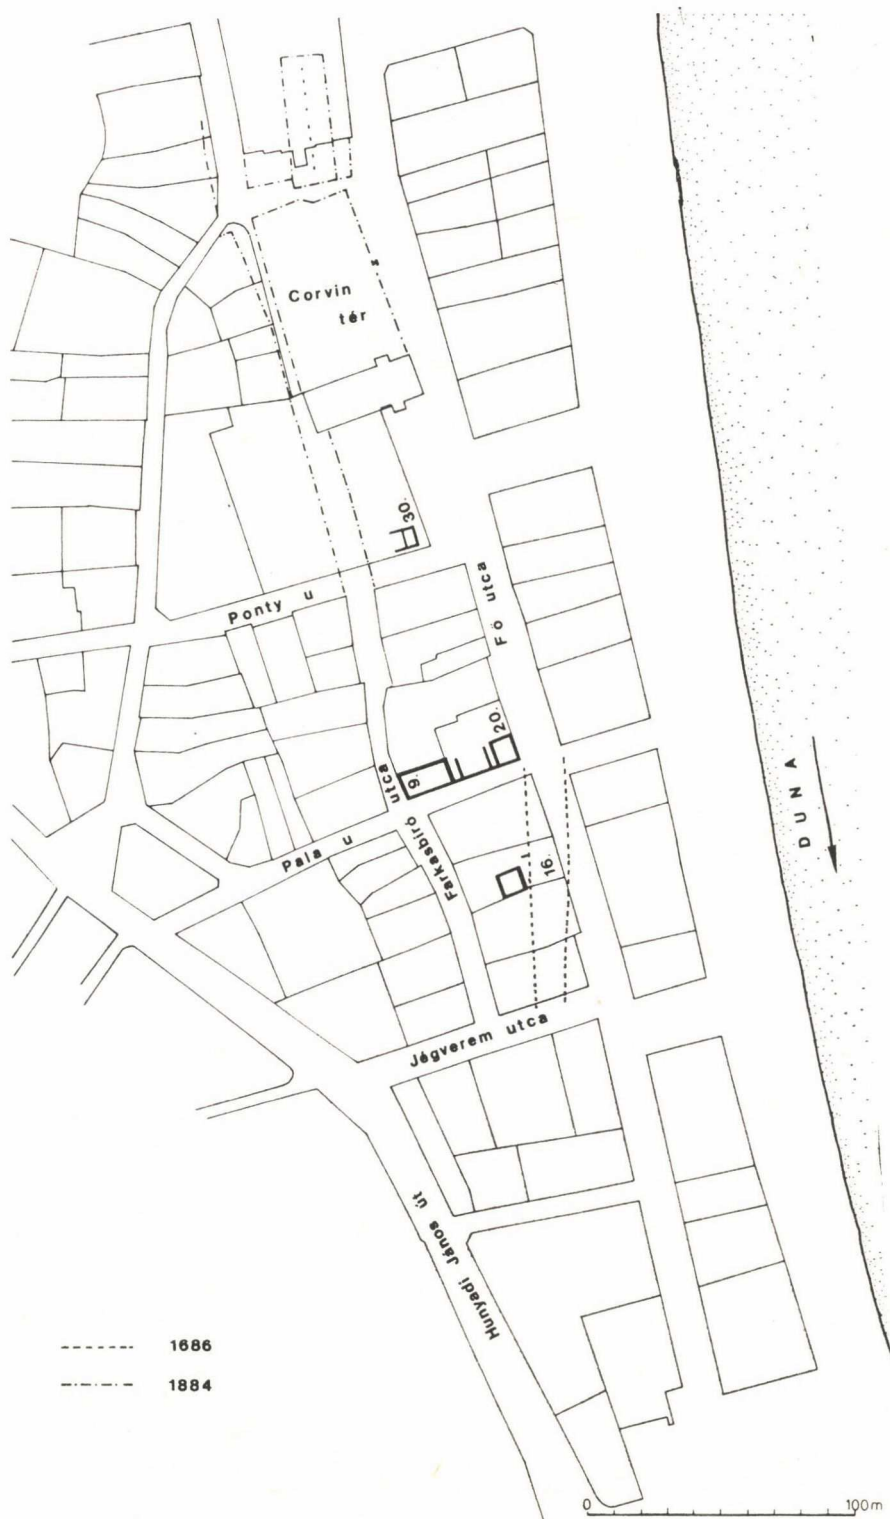 Corvin
tér
30.
Ponty u
Fő utca
20.
9.
Farkasbíró utca
Pala u
16.
DUNA
Jégverem utca
Hunyadi János út
1686
1884
0 100m